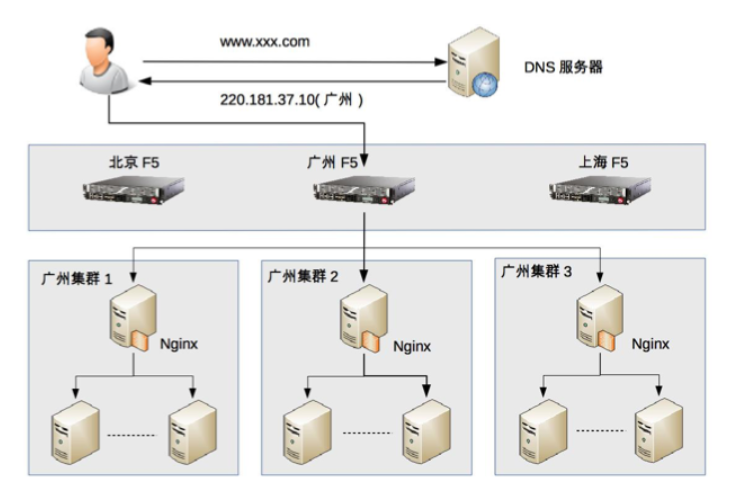 www.xxx.com
DNS 服务器
220.181.37.10( 广州 )
北京 F5
广州 F5
上海 F5
广州集群 1
广州集群 2
广州集群 3
Nginx
Nginx
Nginx